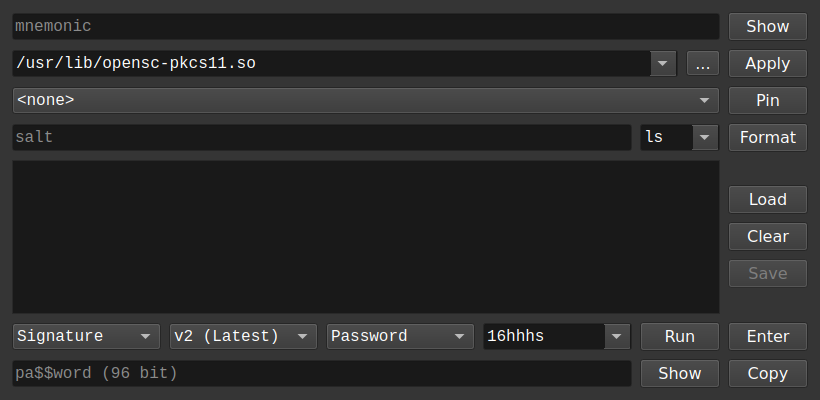 mnemonic Show
/usr/lib/opensc-pkcs11.so ... Apply
<none> Pin
salt ls Format
Load
Clear
Save
Signature v2 (Latest) Password 16hhhs Run Enter
pa$$word (96 bit) Show Copy